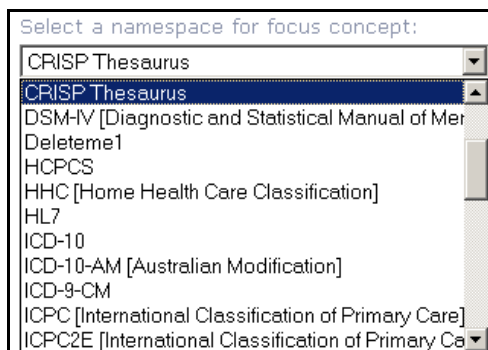 Select a namespace for focus concept:
CRISP Thesaurus
CRISP Thesaurus
DSM-IV [Diagnostic and Statistical Manual of Mer
Deleteme1
HCPCS
HHC [Home Health Care Classification]
HL7
ICD-10
ICD-10-AM [Australian Modification]
ICD-9-CM
ICPC [International Classification of Primary Care]
ICPC2E [International Classification of Primary Ca